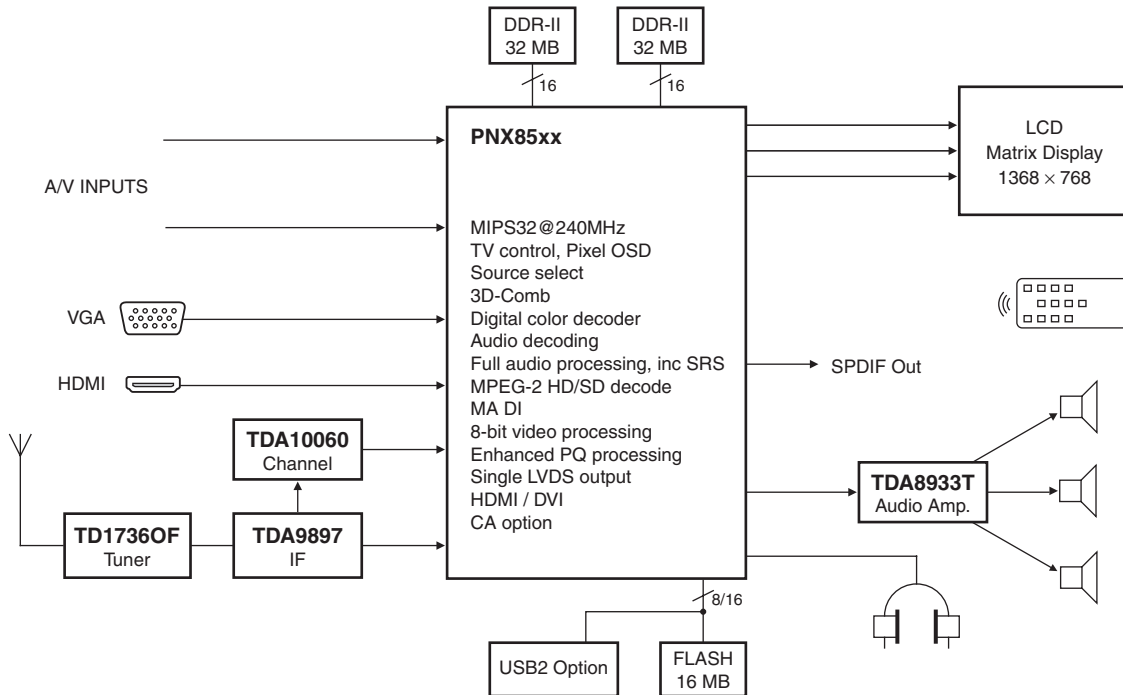 DDR-II
32 MB
DDR-II
32 MB
16
16
PNX85xx
LCD
Matrix Display
1368 × 768
A/V INPUTS
MIPS32@240MHz
TV control, Pixel OSD
Source select
3D-Comb
Digital color decoder
Audio decoding
Full audio processing, inc SRS
MPEG-2 HD/SD decode
MA DI
8-bit video processing
Enhanced PQ processing
Single LVDS output
HDMI / DVI
CA option
VGA
HDMI
SPDIF Out
TDA10060
Channel
TDA8933T
Audio Amp.
TD1736OF
Tuner
TDA9897
IF
8/16
USB2 Option
FLASH
16 MB